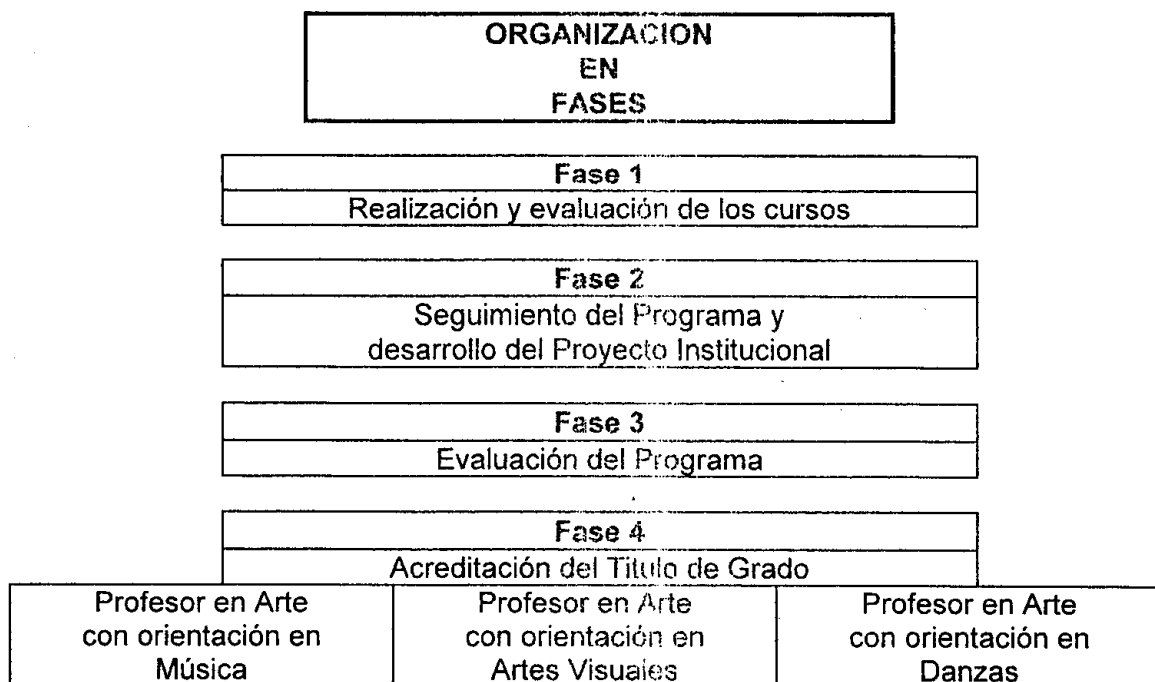 ORGANIZACION
EN
FASES
Fase 1
Realización y evaluación de los cursos
Fase 2
Seguimiento del Programa y
desarrollo del Proyecto Institucional
Fase 3
Evaluación del Programa
Fase 4
Acreditación del Titulo de Grado
Profesor en Arte
con orientación en
Música
Profesor en Arte
con orientación en
Artes Visuales
Profesor en Arte
con orientación en
Danzas